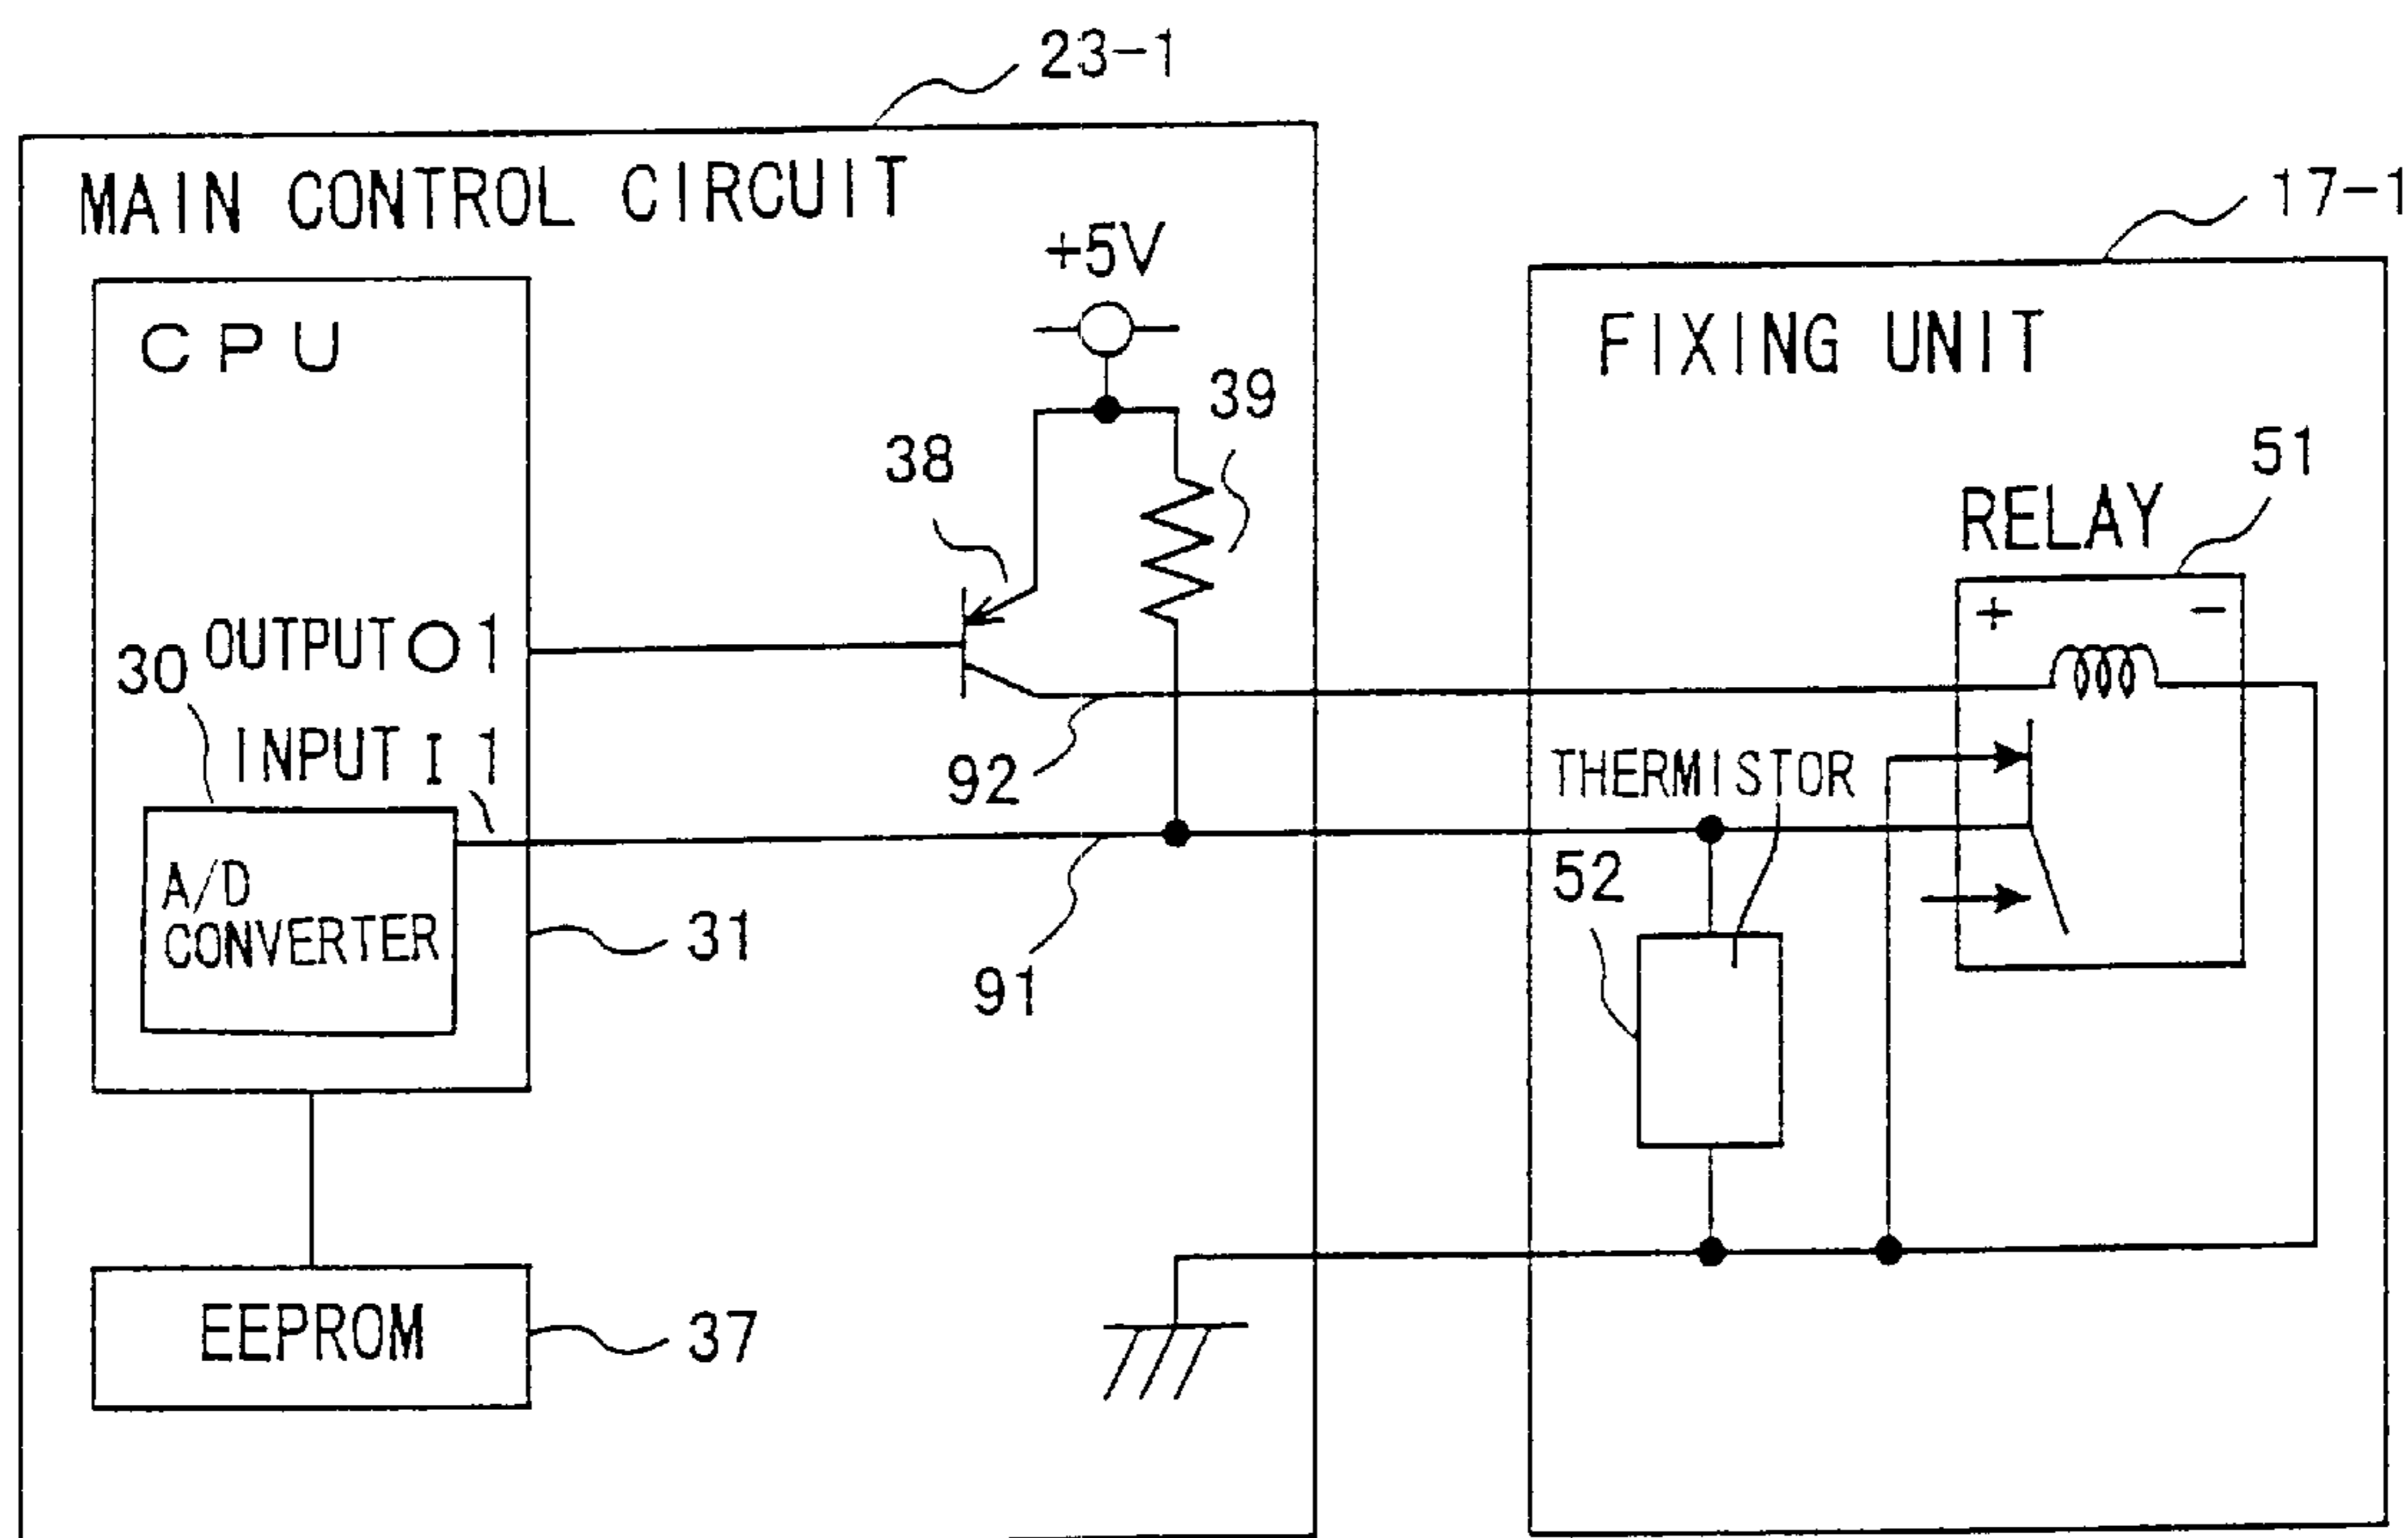 23-1
MAIN CONTROL CIRCUIT
17-1
+5V
CPU
FIXING UNIT
39
38
51
RELAY
+ −
OUTPUT O 1
30
INPUT I 1
92
THERMISTOR
A/D
CONVERTER
52
31
91
EEPROM
37